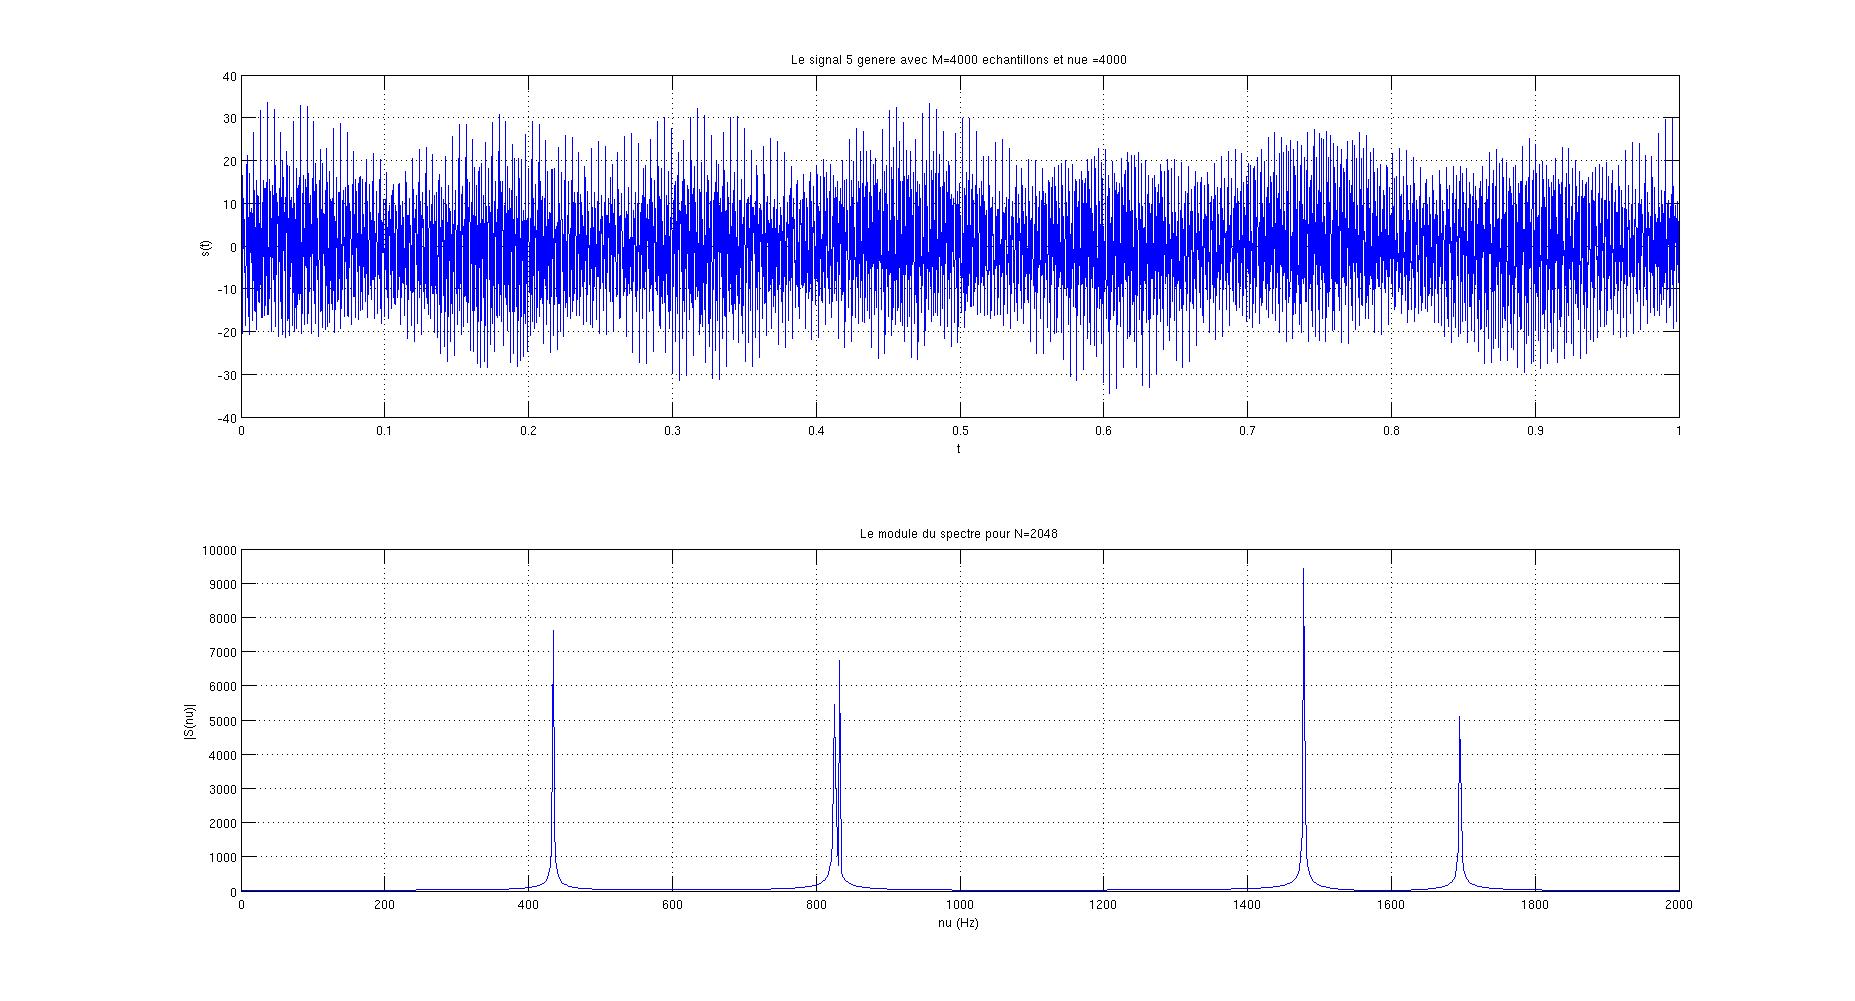 Le signal 5 genere avec M=4000 echantillons et nue =4000
40
30
20
10
0
-10
-20
-30
-40
s(t)
0 0.1 0.2 0.3 0.4 0.5 0.6 0.7 0.8 0.9 1
t
Le module du spectre pour N=2048
10000
9000
8000
7000
6000
5000
4000
3000
2000
1000
0
|S(nu)|
0 200 400 600 800 1000 1200 1400 1600 1800 2000
nu (Hz)